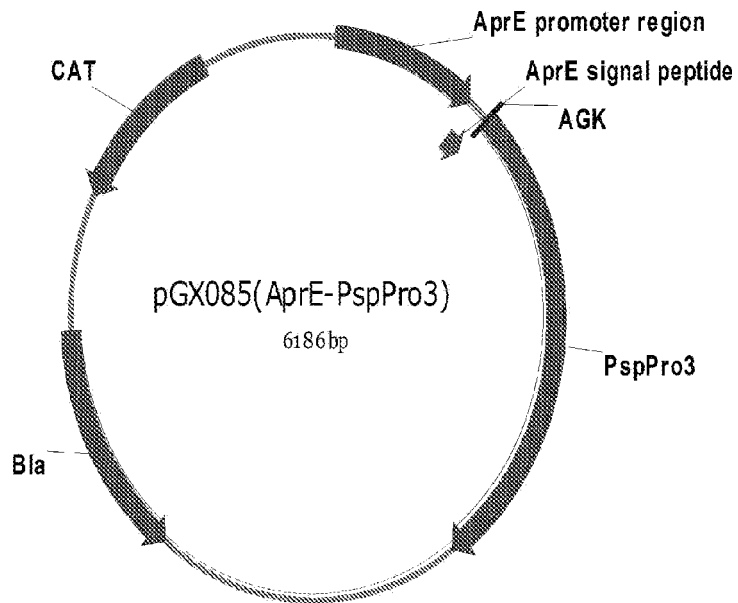 AprE promoter region
CAT
AprE signal peptide
AGK
pGX085(AprE-PspPro3)
6186bp
PspPro3
Bla